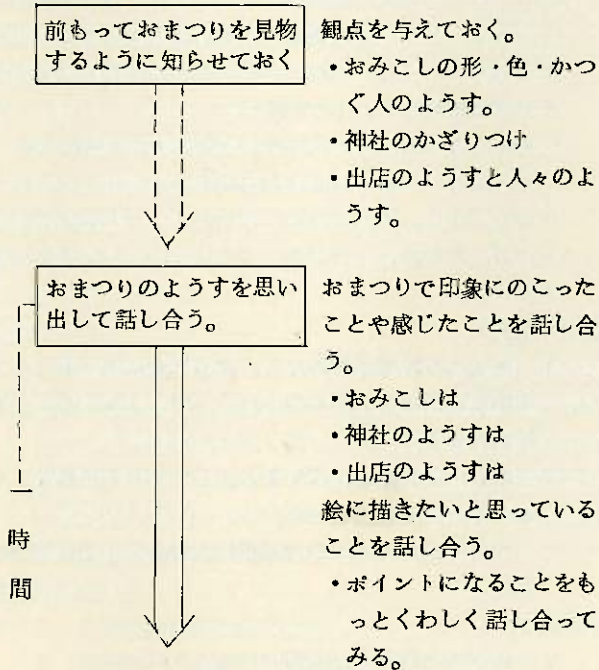 前もっておまつりを見物
するように知らせておく
観点を与えておく。
・おみこしの形・色・かつ
ぐ人のようす。
・神社のかざりつけ
・出店のようすと人々のよ
うす。
おまつりのようすを思い
出して話し合う。
おまつりで印象にのこった
ことや感じたことを話し合
う。
・おみこしは
・神社のようすは
・出店のようすは
絵に描きたいと思っている
ことを話し合う。
・ポイントになることをも
っとくわしく話し合って
みる。
一時間